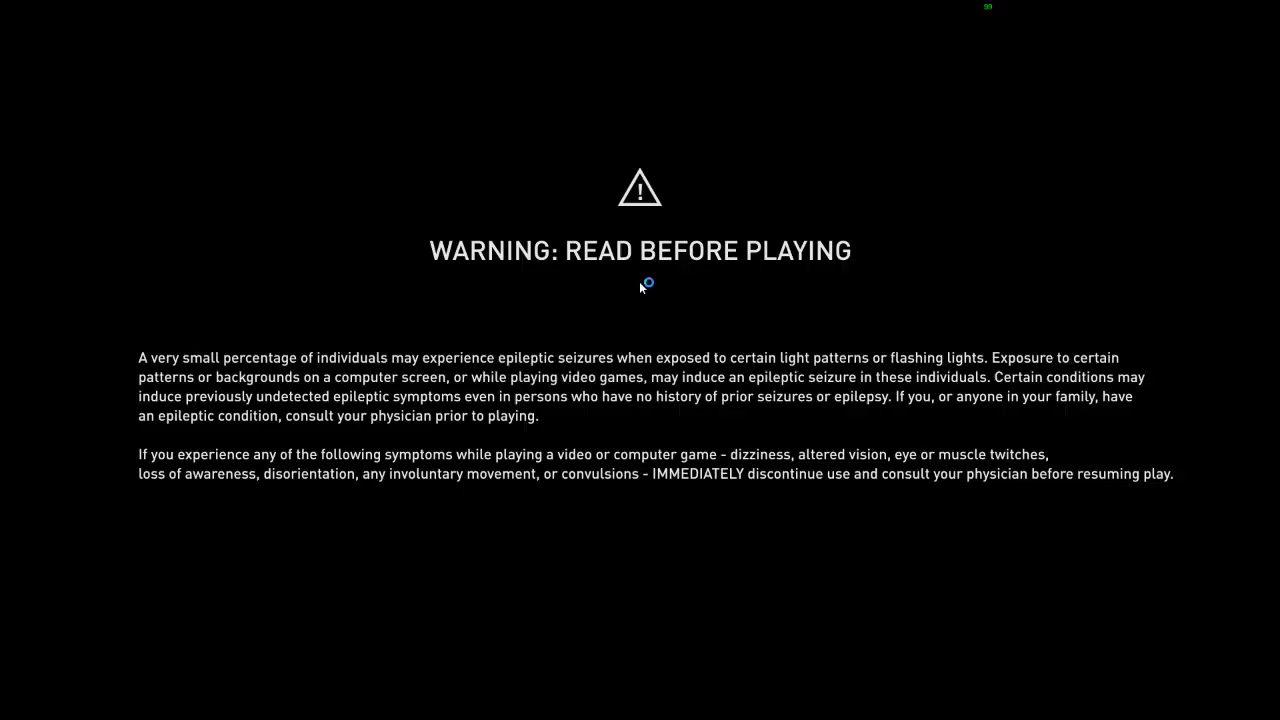 99
!
WARNING: READ BEFORE PLAYING
A very small percentage of individuals may experience epileptic seizures when exposed to certain light patterns or flashing lights. Exposure to certain
patterns or backgrounds on a computer screen, or while playing video games, may induce an epileptic seizure in these individuals. Certain conditions may
induce previously undetected epileptic symptoms even in persons who have no history of prior seizures or epilepsy. If you, or anyone in your family, have
an epileptic condition, consult your physician prior to playing.
If you experience any of the following symptoms while playing a video or computer game - dizziness, altered vision, eye or muscle twitches,
loss of awareness, disorientation, any involuntary movement, or convulsions - IMMEDIATELY discontinue use and consult your physician before resuming play.